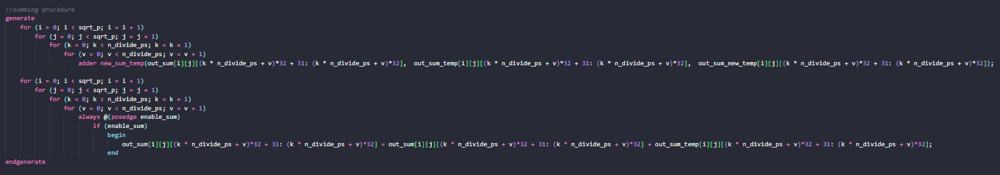 //summing procedure
generate
    for (i = 0; i < sqrt_p; i = i + 1)
        for (j = 0; j < sqrt_p; j = j + 1)
            for (k = 0; k < n_divide_ps; k = k + 1)
                for (v = 0; v < n_divide_ps; v = v + 1)
                    adder new_sum_temp(out_sum[i][j][(k * n_divide_ps + v)*32 + 31: (k * n_divide_ps + v)*32],  out_sum_temp[i][j][(k * n_divide_ps + v)*32 + 31: (k * n_divide_ps + v)*32],  out_sum_new_temp[i][j][(k * n_divide_ps + v)*32 + 31: (k * n_divide_ps + v)*32]);

    for (i = 0; i < sqrt_p; i = i + 1)
        for (j = 0; j < sqrt_p; j = j + 1)
            for (k = 0; k < n_divide_ps; k = k + 1)
                for (v = 0; v < n_divide_ps; v = v + 1)
                    always @(posedge enable_sum)
                        if (enable_sum)
                            begin
                                out_sum[i][j][(k * n_divide_ps + v)*32 + 31: (k * n_divide_ps + v)*32] = out_sum[i][j][(k * n_divide_ps + v)*32 + 31: (k * n_divide_ps + v)*32] + out_sum_temp[i][j][(k * n_divide_ps + v)*32 + 31: (k * n_divide_ps + v)*32];
                            end
endgenerate